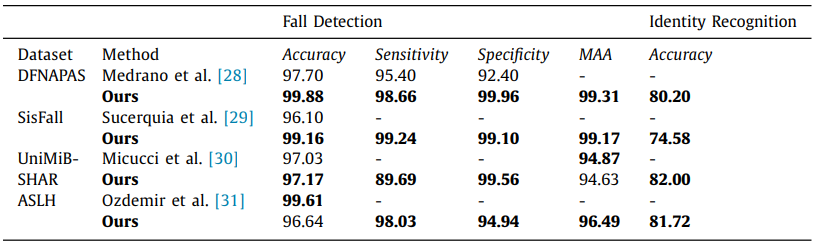 Fall Detection Identity Recognition
Dataset Method Accuracy Sensitivity Specificity MAA Accuracy
DFNAPAS Medrano et al. [28] 97.70 95.40 92.40 - -
Ours 99.88 98.66 99.96 99.31 80.20
SisFall Sucerquia et al. [29] 96.10 - - - -
Ours 99.16 99.24 99.10 99.17 74.58
UniMiB- Micucci et al. [30] 97.03 - - 94.87 -
SHAR Ours 97.17 89.69 99.56 94.63 82.00
ASLH Ozdemir et al. [31] 99.61 - - - -
Ours 96.64 98.03 94.94 96.49 81.72